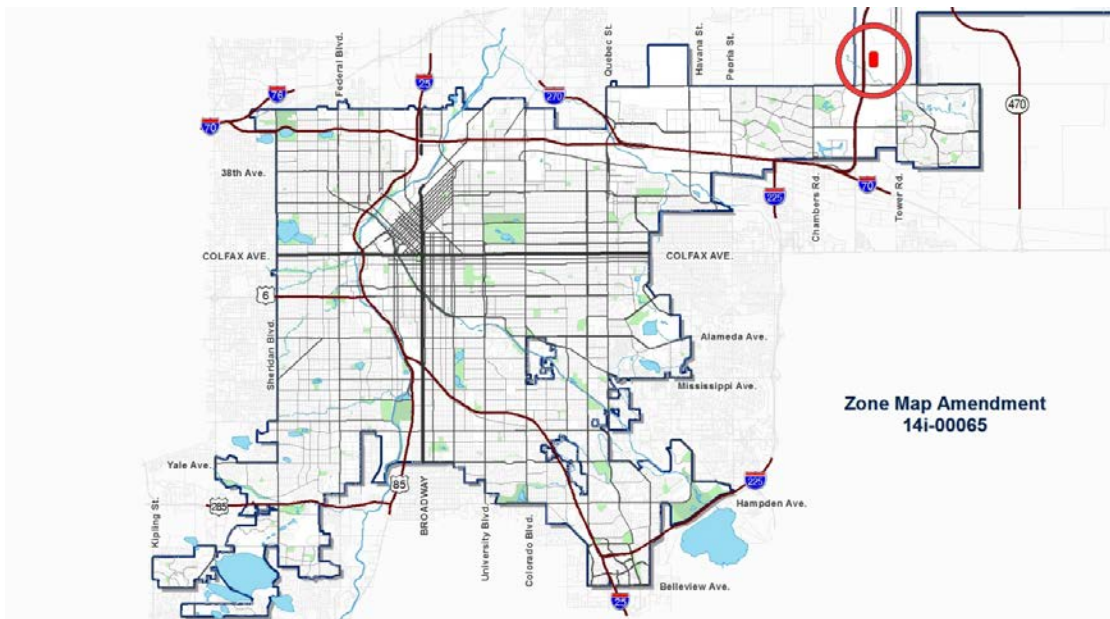 Federal Blvd.
Quebec St.
Havana St.
Peoria St.
76
25
270
70
470
38th Ave.
225
70
Chambers Rd.
Tower Rd.
COLFAX AVE.
COLFAX AVE.
6
Sheridan Blvd.
Alameda Ave.
Mississippi Ave.
Zone Map Amendment
14i-00065
Yale Ave.
85
BROADWAY
University Blvd.
Colorado Blvd.
225
Hampden Ave.
Kipling St.
285
Belleview Ave.
25